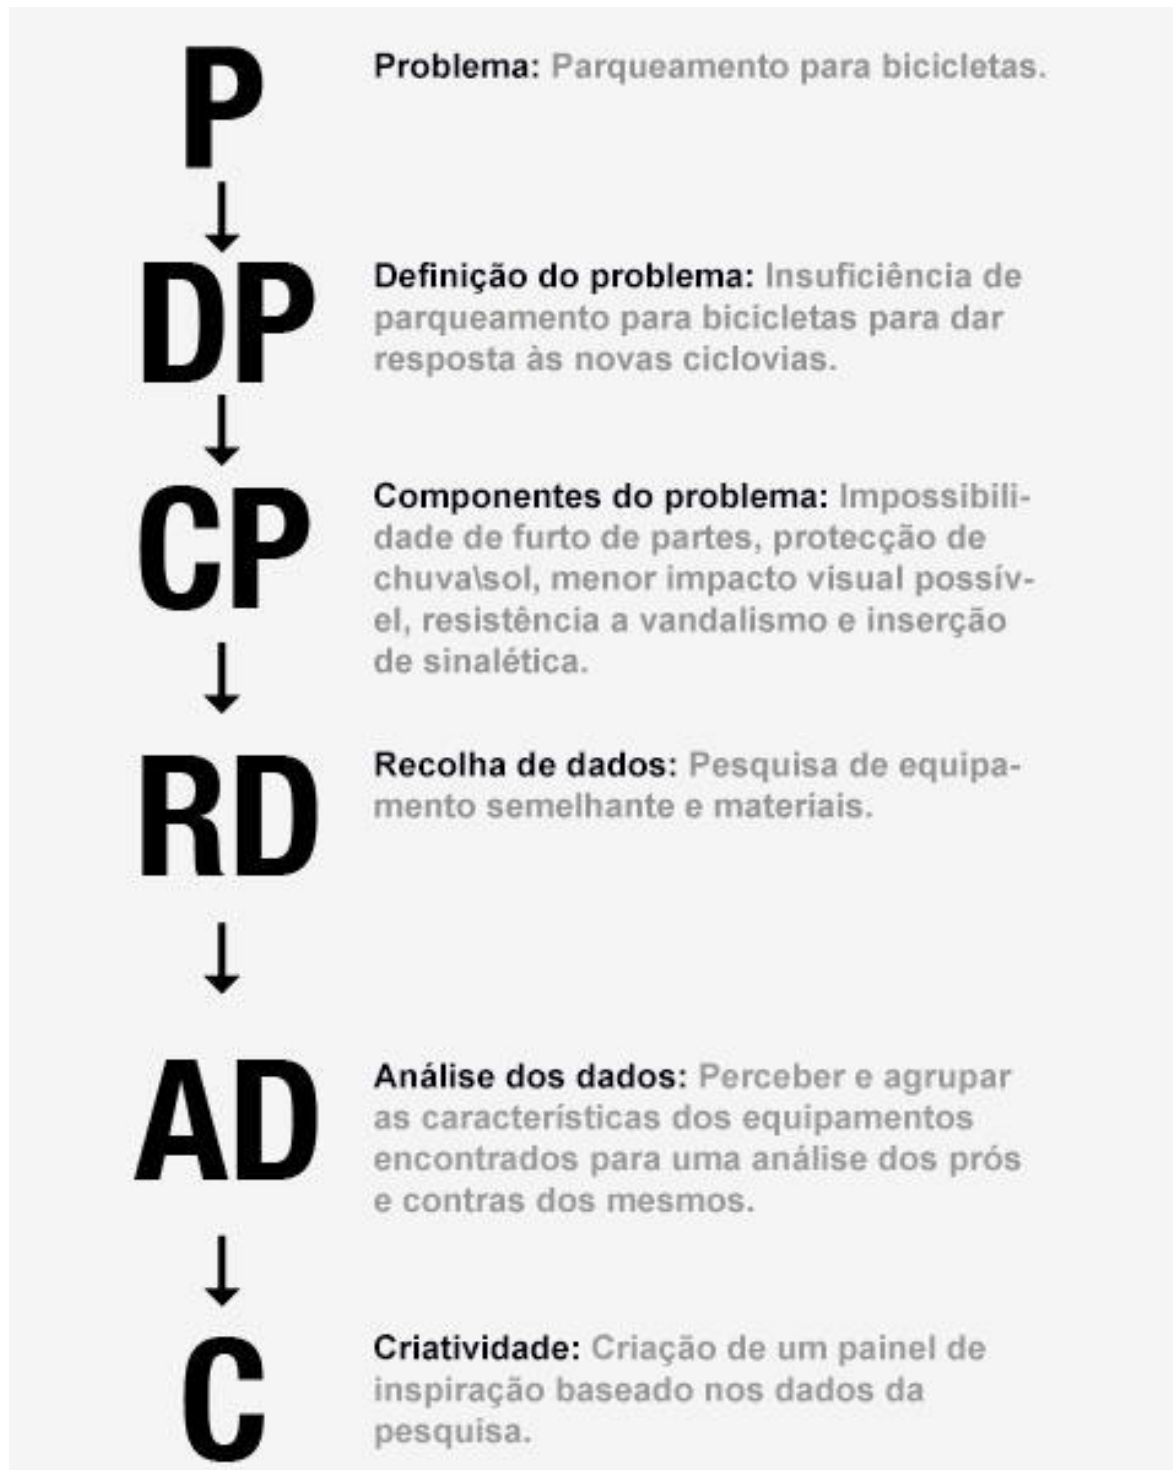 P
Problema: Parqueamento para bicicletas.
DP
Definição do problema: Insuficiência de
parqueamento para bicicletas para dar
resposta às novas ciclovias.
CP
Componentes do problema: Impossibili-
dade de furto de partes, protecção de
chuva\sol, menor impacto visual possív-
el, resistência a vandalismo e inserção
de sinalética.
RD
Recolha de dados: Pesquisa de equipa-
mento semelhante e materiais.
AD
Análise dos dados: Perceber e agrupar
as características dos equipamentos
encontrados para uma análise dos prós
e contras dos mesmos.
C
Criatividade: Criação de um painel de
inspiração baseado nos dados da
pesquisa.